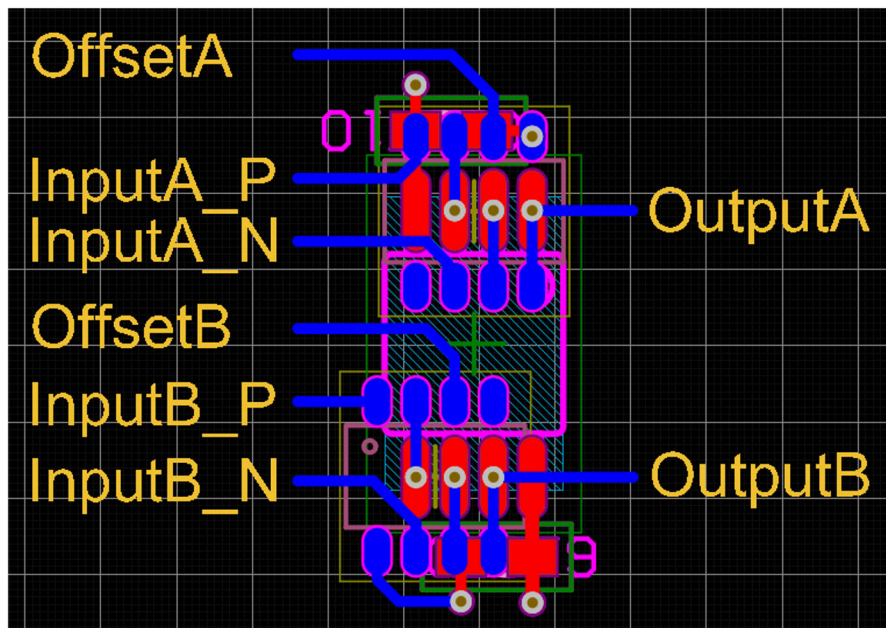 OffsetA
InputA_P
InputA_N
OutputA
OffsetB
InputB_P
InputB_N
OutputB